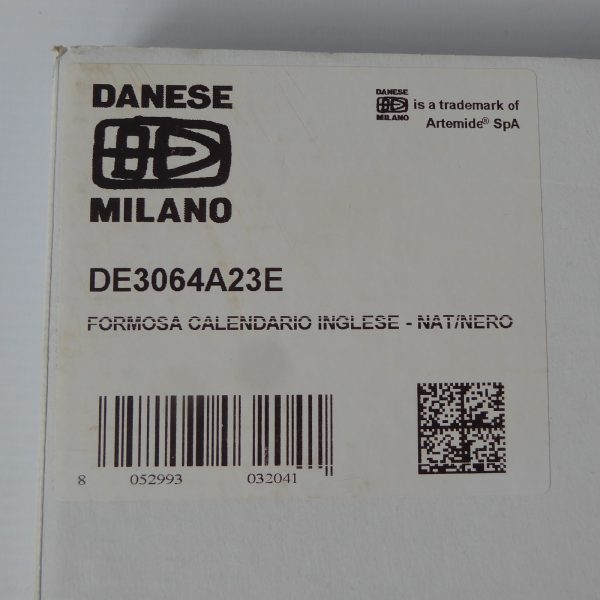 DANESE
MILANO
DANESE
MILANO
is a trademark of
Artemide® SpA
DE3064A23E
FORMOSA CALENDARIO INGLESE - NAT/NERO
8 052993 032041